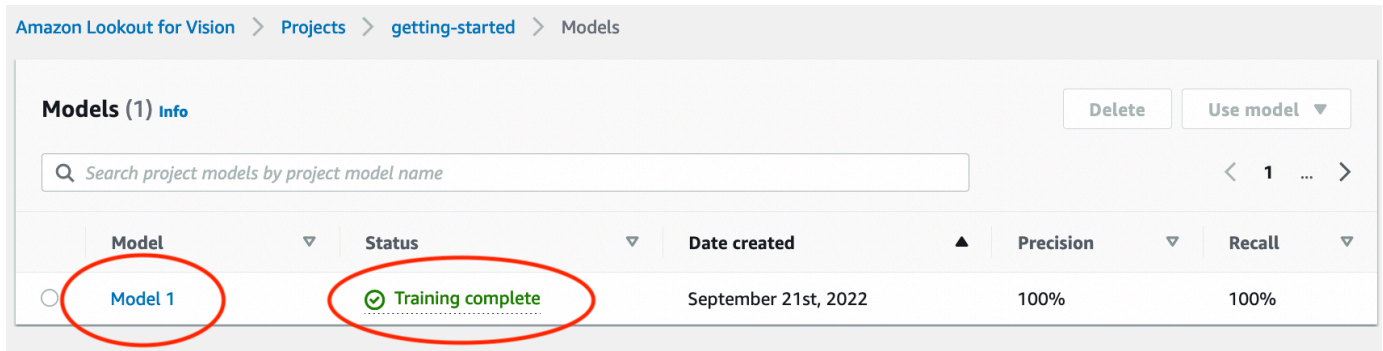 Amazon Lookout for Vision > Projects > getting-started > Models
Models (1) Info
Delete
Use model
Search project models by project model name
1 ...
Model Status Date created Precision Recall
Model 1 Training complete September 21st, 2022 100% 100%